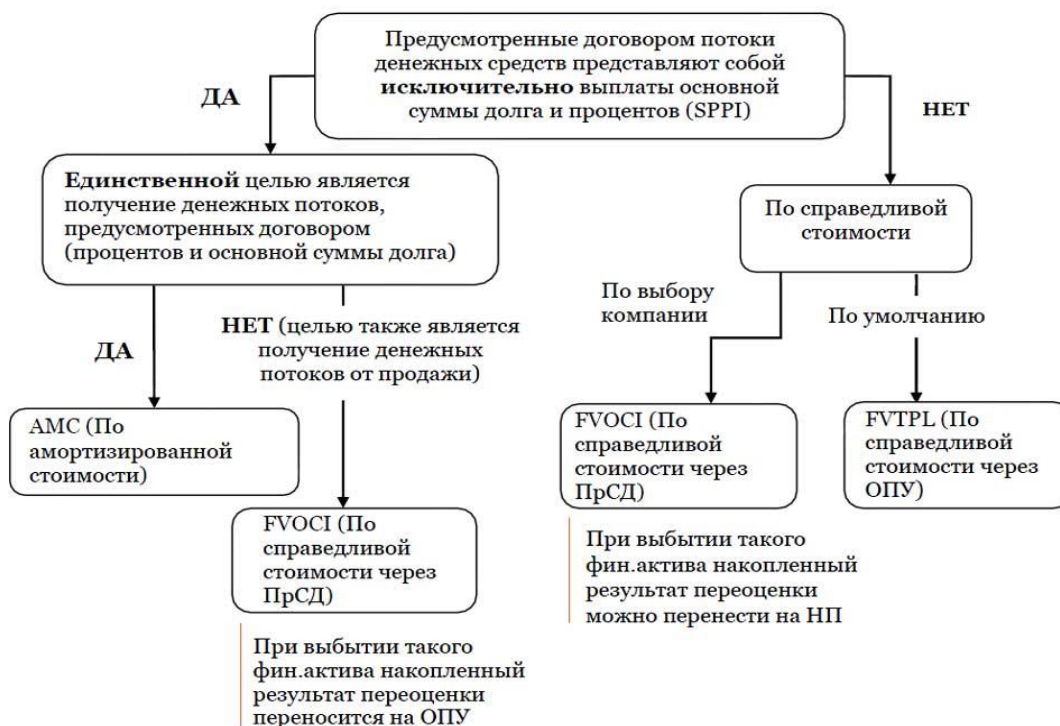 Предусмотренные договором потоки
денежных средств представляют собой
исключительно выплаты основной
суммы долга и процентов (SPPI)
ДА
НЕТ
Единственной целью является
получение денежных потоков,
предусмотренных договором
(процентов и основной суммы долга)
По справедливой
стоимости
ДА
НЕТ (целью также является
получение денежных
потоков от продажи)
По выбору
компании
По умолчанию
AMC (По
амортизированной
стоимости)
FVOCI (По
справедливой
стоимости через
ПрСД)
При выбытии такого
фин.актива накопленный
результат переоценки
переносится на ОПУ
FVOCI (По
справедливой
стоимости через
ПрСД)
При выбытии такого
фин.актива накопленный
результат переоценки
можно перенести на НП
FVTPL (По
справедливой
стоимости через
ОПУ)